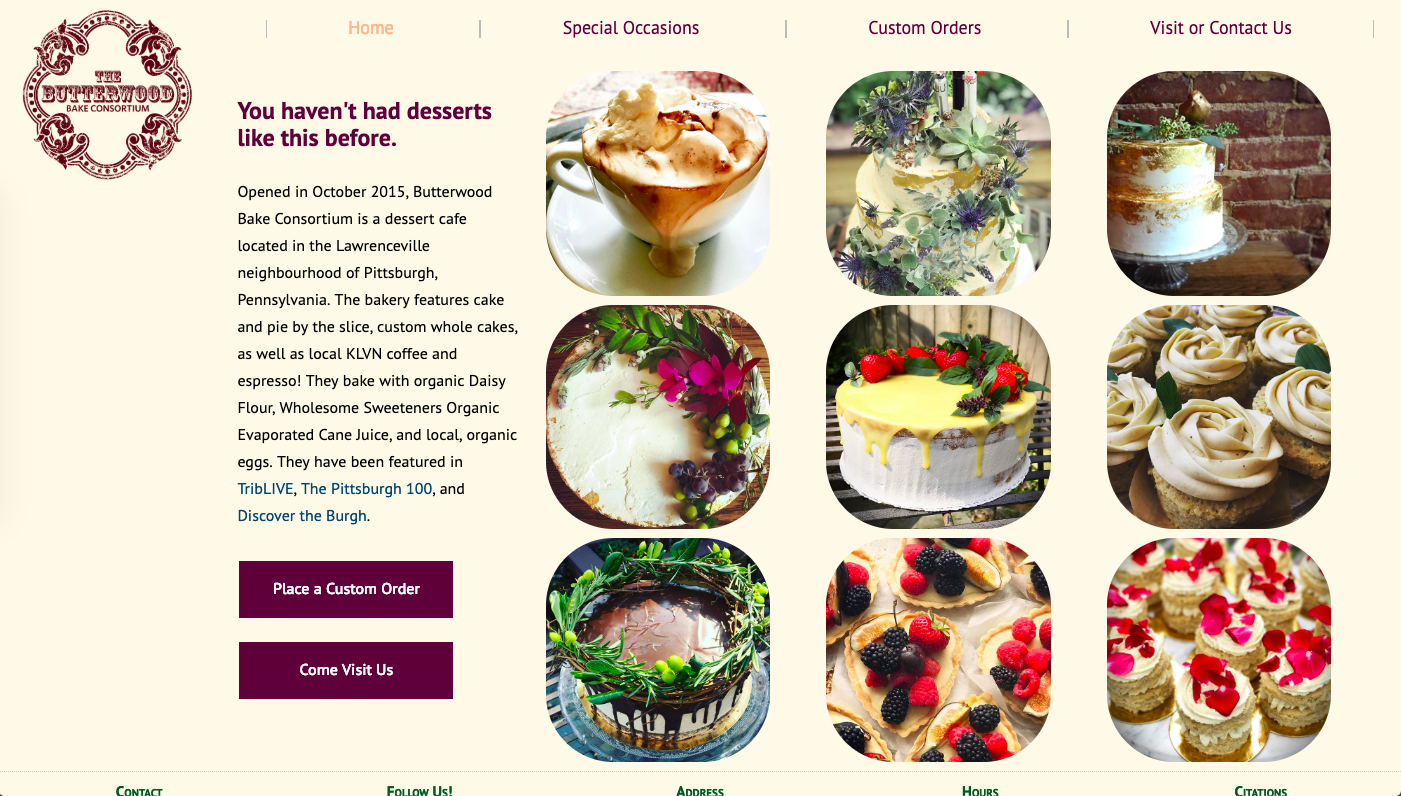 THE
BUTTERWOOD
BAKE CONSORTIUM
Home
Special Occasions
Custom Orders
Visit or Contact Us
You haven't had desserts
like this before.
Opened in October 2015, Butterwood
Bake Consortium is a dessert cafe
located in the Lawrenceville
neighbourhood of Pittsburgh,
Pennsylvania. The bakery features cake
and pie by the slice, custom whole cakes,
as well as local KLVN coffee and
espresso! They bake with organic Daisy
Flour, Wholesome Sweeteners Organic
Evaporated Cane Juice, and local, organic
eggs. They have been featured in
TribLIVE, The Pittsburgh 100, and
Discover the Burgh.
Place a Custom Order
Come Visit Us
Contact
Follow Us!
Address
Hours
Citations